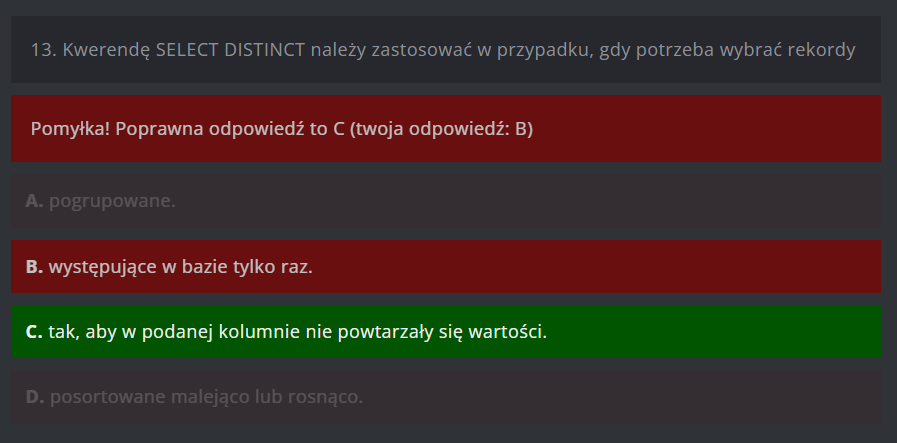 13. Kwerendę SELECT DISTINCT należy zastosować w przypadku, gdy potrzeba wybrać rekordy
Pomyłka! Poprawna odpowiedź to C (twoja odpowiedź: B)
A. pogrupowane.
B. występujące w bazie tylko raz.
C. tak, aby w podanej kolumnie nie powtarzały się wartości.
D. posortowane malejąco lub rosnąco.